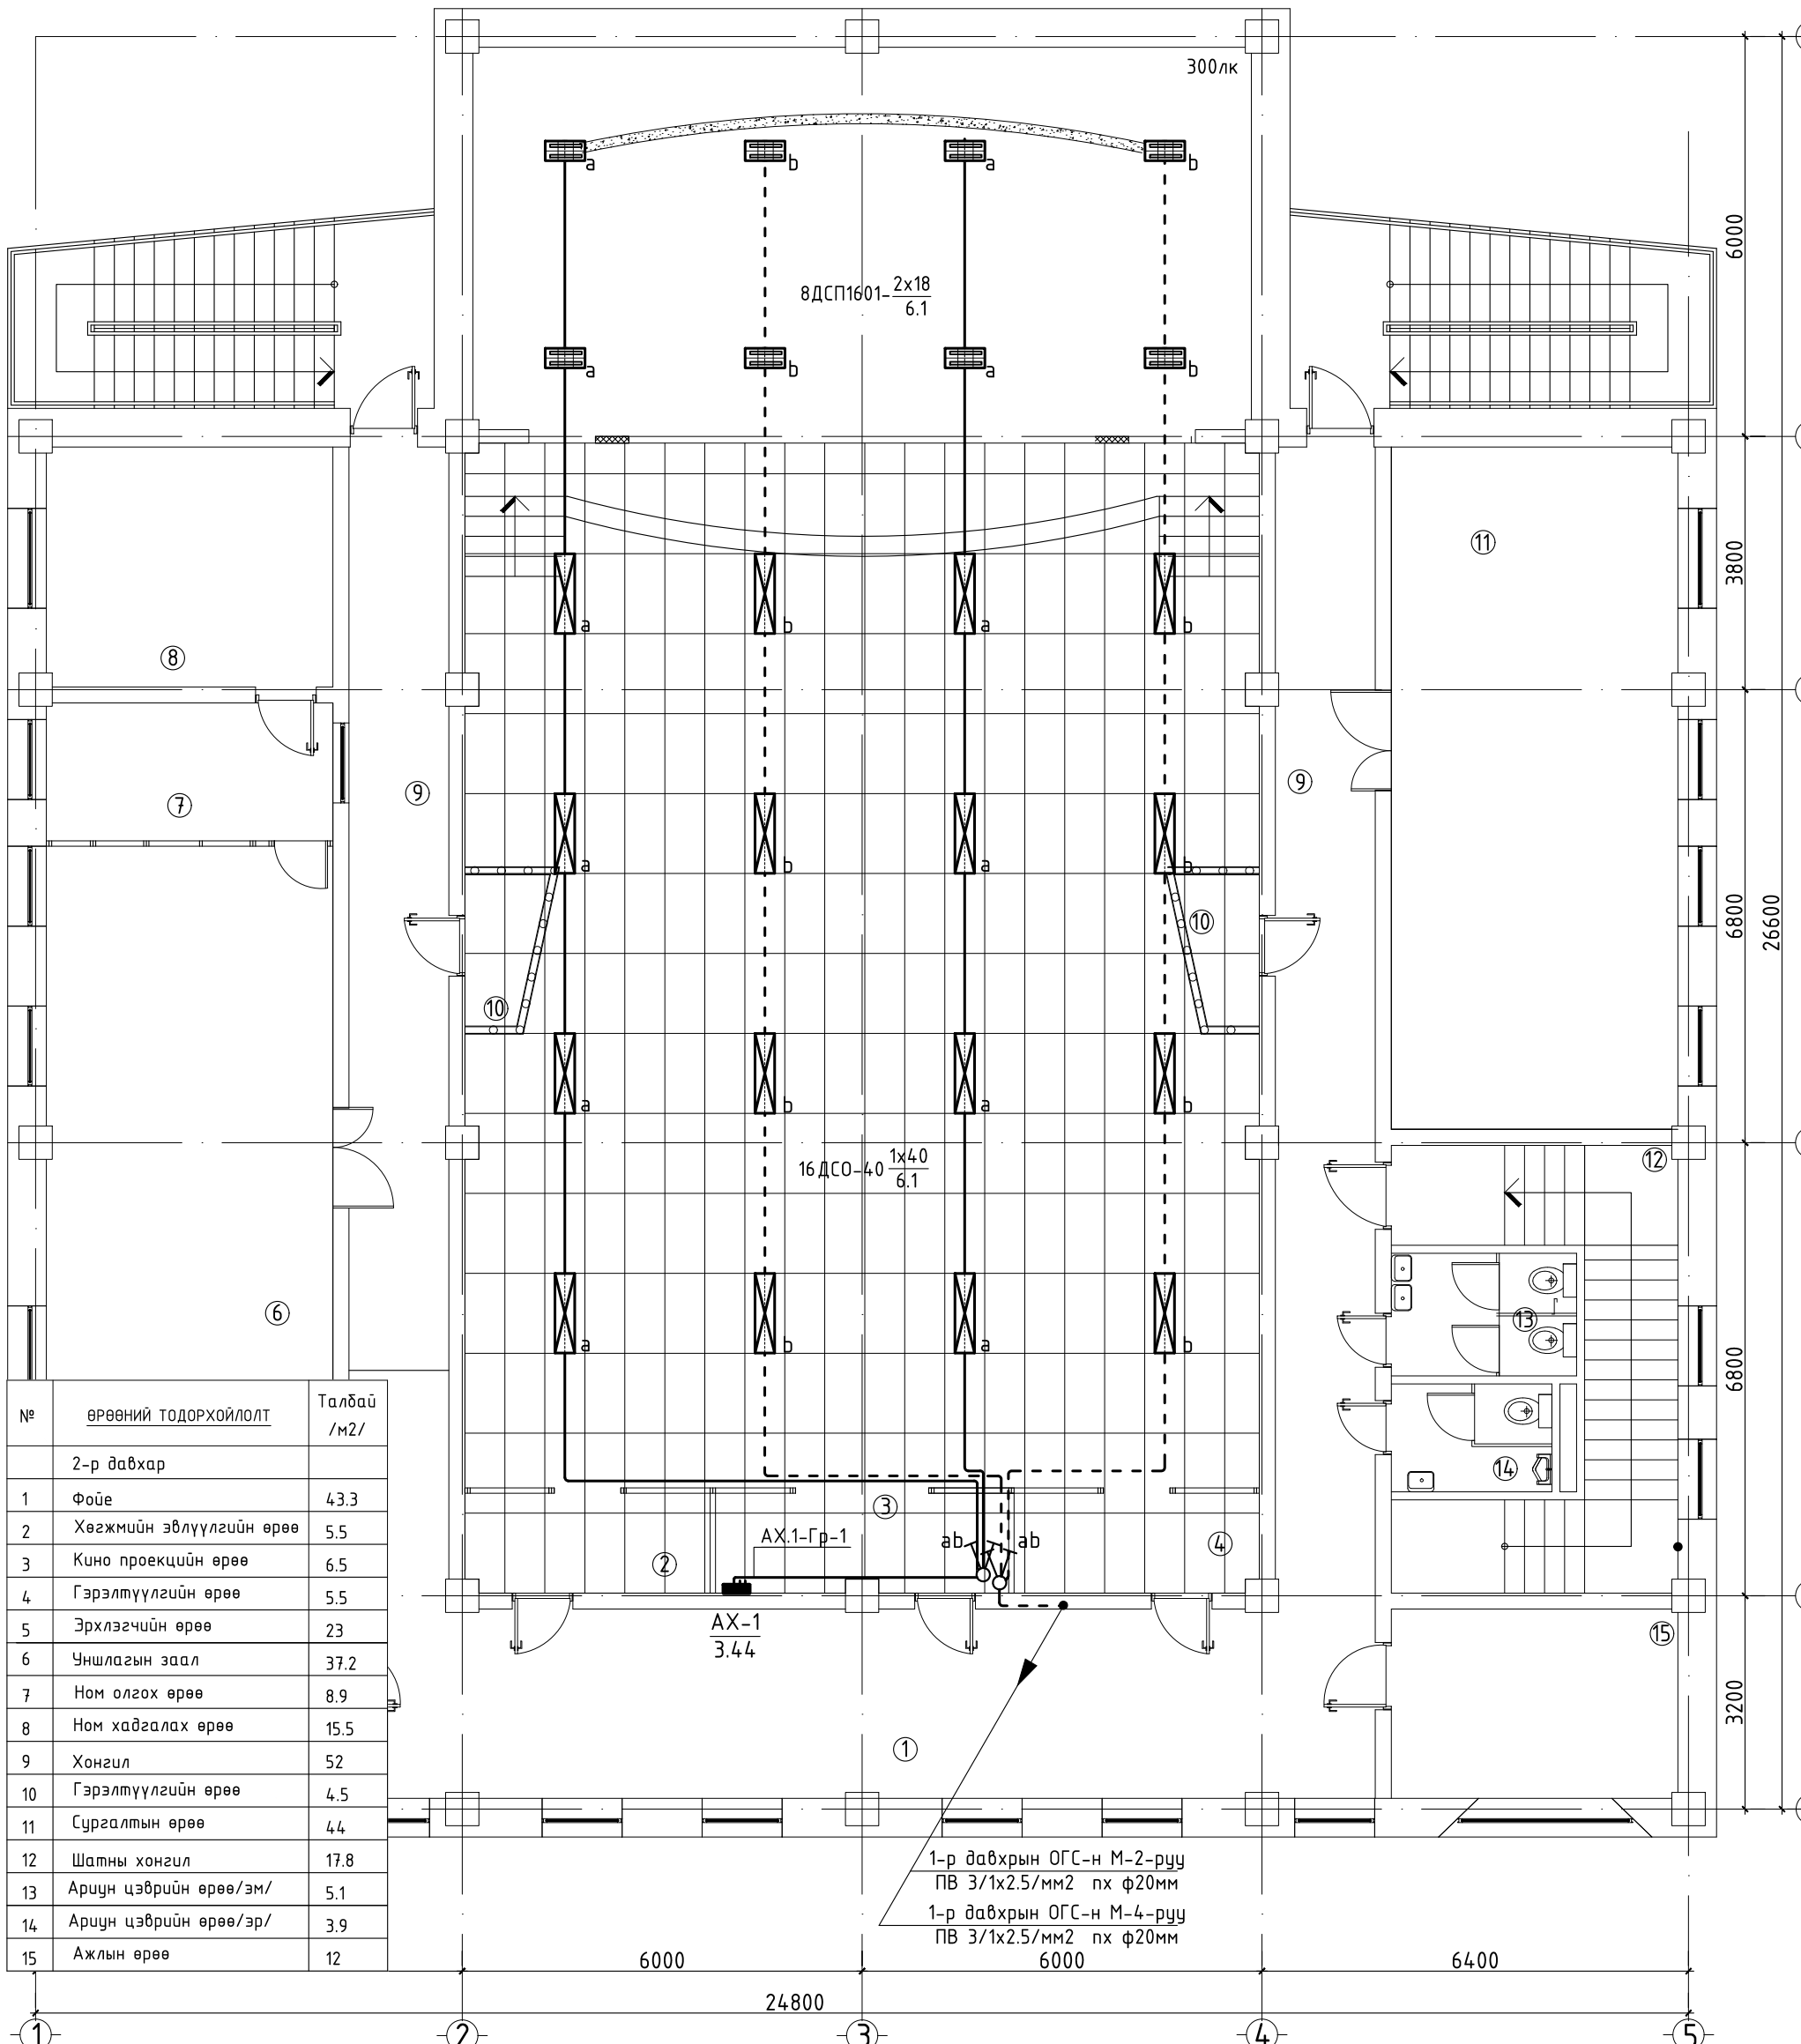 300лк
a
b
a
b
8ДСП1601-2х18
6.1
a
b
a
b
6000
3800
6800
26600
6800
3200
11
8
a
b
a
b
9
9
7
a
b
a
b
10
10
a
b
a
b
16ДСО-40 1х40
6.1
12
6
13
a
b
a
b
14
3
ab
ab
4
2
АХ.1-Гр-1
АХ-1
3.44
15
1
№ ӨРӨӨНИЙ ТОДОРХОЙЛОЛТ Талбай /м2/
2-р давхар
1 Фойе 43.3
2 Хөгжмийн эвлүүлгийн өрөө 5.5
3 Кино проекцийн өрөө 6.5
4 Гэрэлтүүлгийн өрөө 5.5
5 Эрхлэгчийн өрөө 23
6 Уншлагын заал 37.2
7 Ном олгох өрөө 8.9
8 Ном хадгалах өрөө 15.5
9 Хонгил 52
10 Гэрэлтүүлгийн өрөө 4.5
11 Сургалтын өрөө 44
12 Шатны хонгил 17.8
13 Ариун цэврийн өрөө/эм/ 5.1
14 Ариун цэврийн өрөө/эр/ 3.9
15 Ажлын өрөө 12
1-р давхрын ОГС-н М-2-руу
ПВ 3/1х2.5/мм2 пх ф20мм
1-р давхрын ОГС-н М-4-руу
ПВ 3/1х2.5/мм2 пх ф20мм
6000
6000
6400
24800
1
2
3
4
5